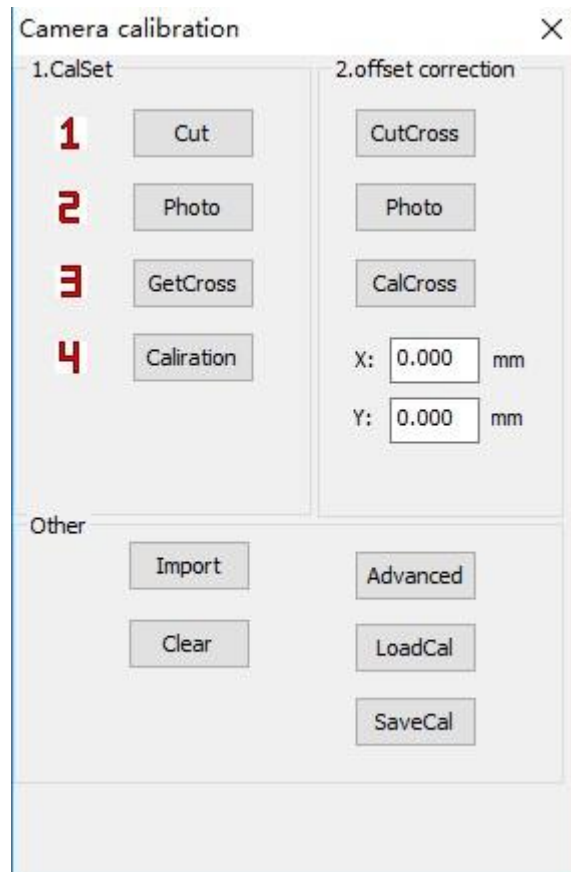 Camera calibration
1.CalSet
1 Cut
2 Photo
3 GetCross
4 Caliration
2.offset correction
CutCross
Photo
CalCross
X: 0.000 mm
Y: 0.000 mm
Other
Import
Clear
Advanced
LoadCal
SaveCal